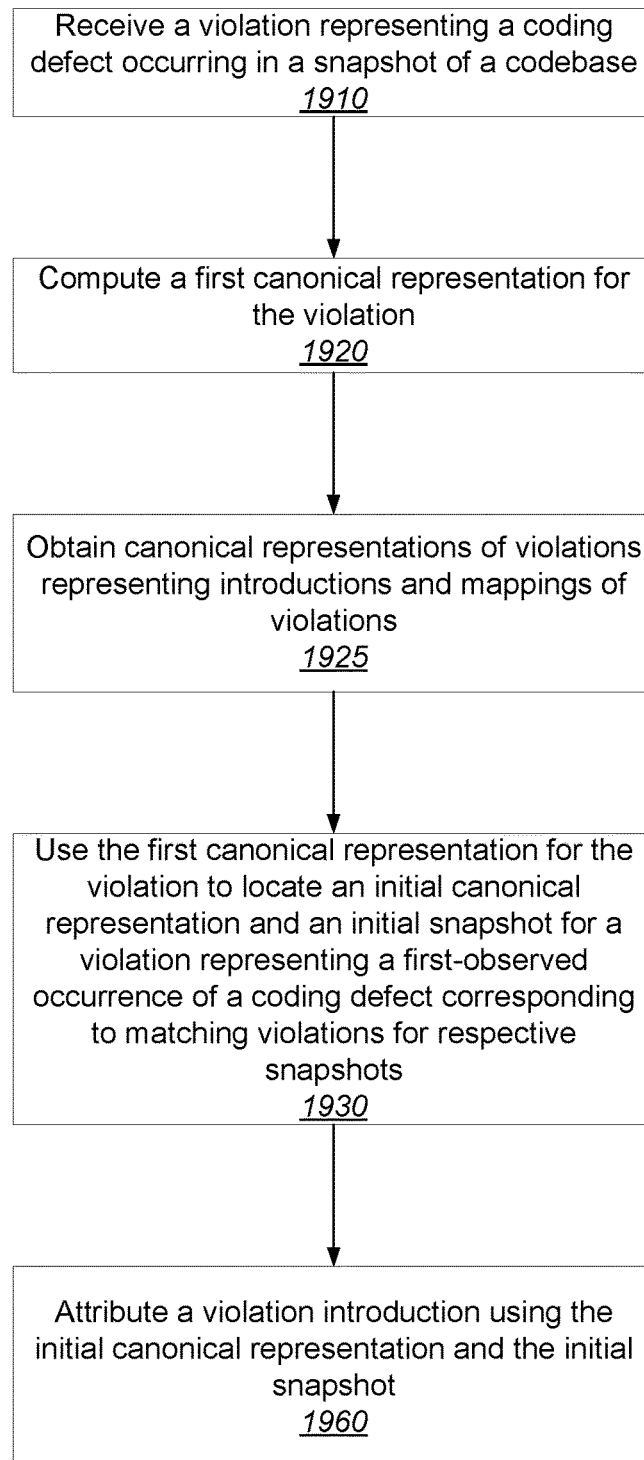 Receive a violation representing a coding
defect occurring in a snapshot of a codebase
1910
Compute a first canonical representation for
the violation
1920
Obtain canonical representations of violations
representing introductions and mappings of
violations
1925
Use the first canonical representation for the
violation to locate an initial canonical
representation and an initial snapshot for a
violation representing a first-observed
occurrence of a coding defect corresponding
to matching violations for respective
snapshots
1930
Attribute a violation introduction using the
initial canonical representation and the initial
snapshot
1960